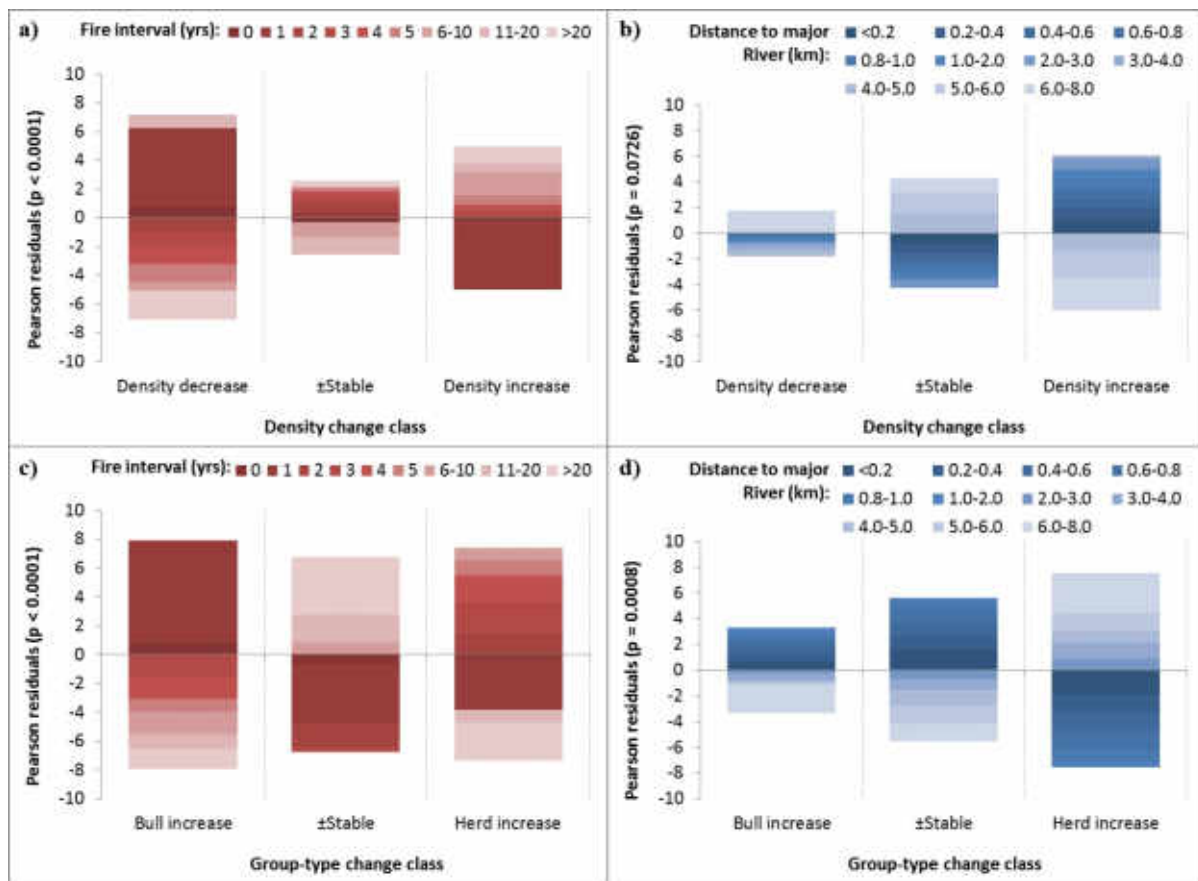 a)
Fire interval (yrs): 0 1 2 3 4 5 6-10 11-20 >20
Pearson residuals (p < 0.0001)
10
8
6
4
2
0
-2
-4
-6
-8
-10
Density decrease ±Stable Density increase
Density change class
b)
Distance to major <0.2 0.2-0.4 0.4-0.6 0.6-0.8
River (km): 0.8-1.0 1.0-2.0 2.0-3.0 3.0-4.0
4.0-5.0 5.0-6.0 6.0-8.0
Pearson residuals (p = 0.0726)
10
8
6
4
2
0
-2
-4
-6
-8
-10
Density decrease ±Stable Density increase
Density change class
c)
Fire interval (yrs): 0 1 2 3 4 5 6-10 11-20 >20
Pearson residuals (p < 0.0001)
10
8
6
4
2
0
-2
-4
-6
-8
-10
Bull increase ±Stable Herd increase
Group-type change class
d)
Distance to major <0.2 0.2-0.4 0.4-0.6 0.6-0.8
River (km): 0.8-1.0 1.0-2.0 2.0-3.0 3.0-4.0
4.0-5.0 5.0-6.0 6.0-8.0
Pearson residuals (p = 0.0008)
10
8
6
4
2
0
-2
-4
-6
-8
-10
Bull increase ±Stable Herd increase
Group-type change class